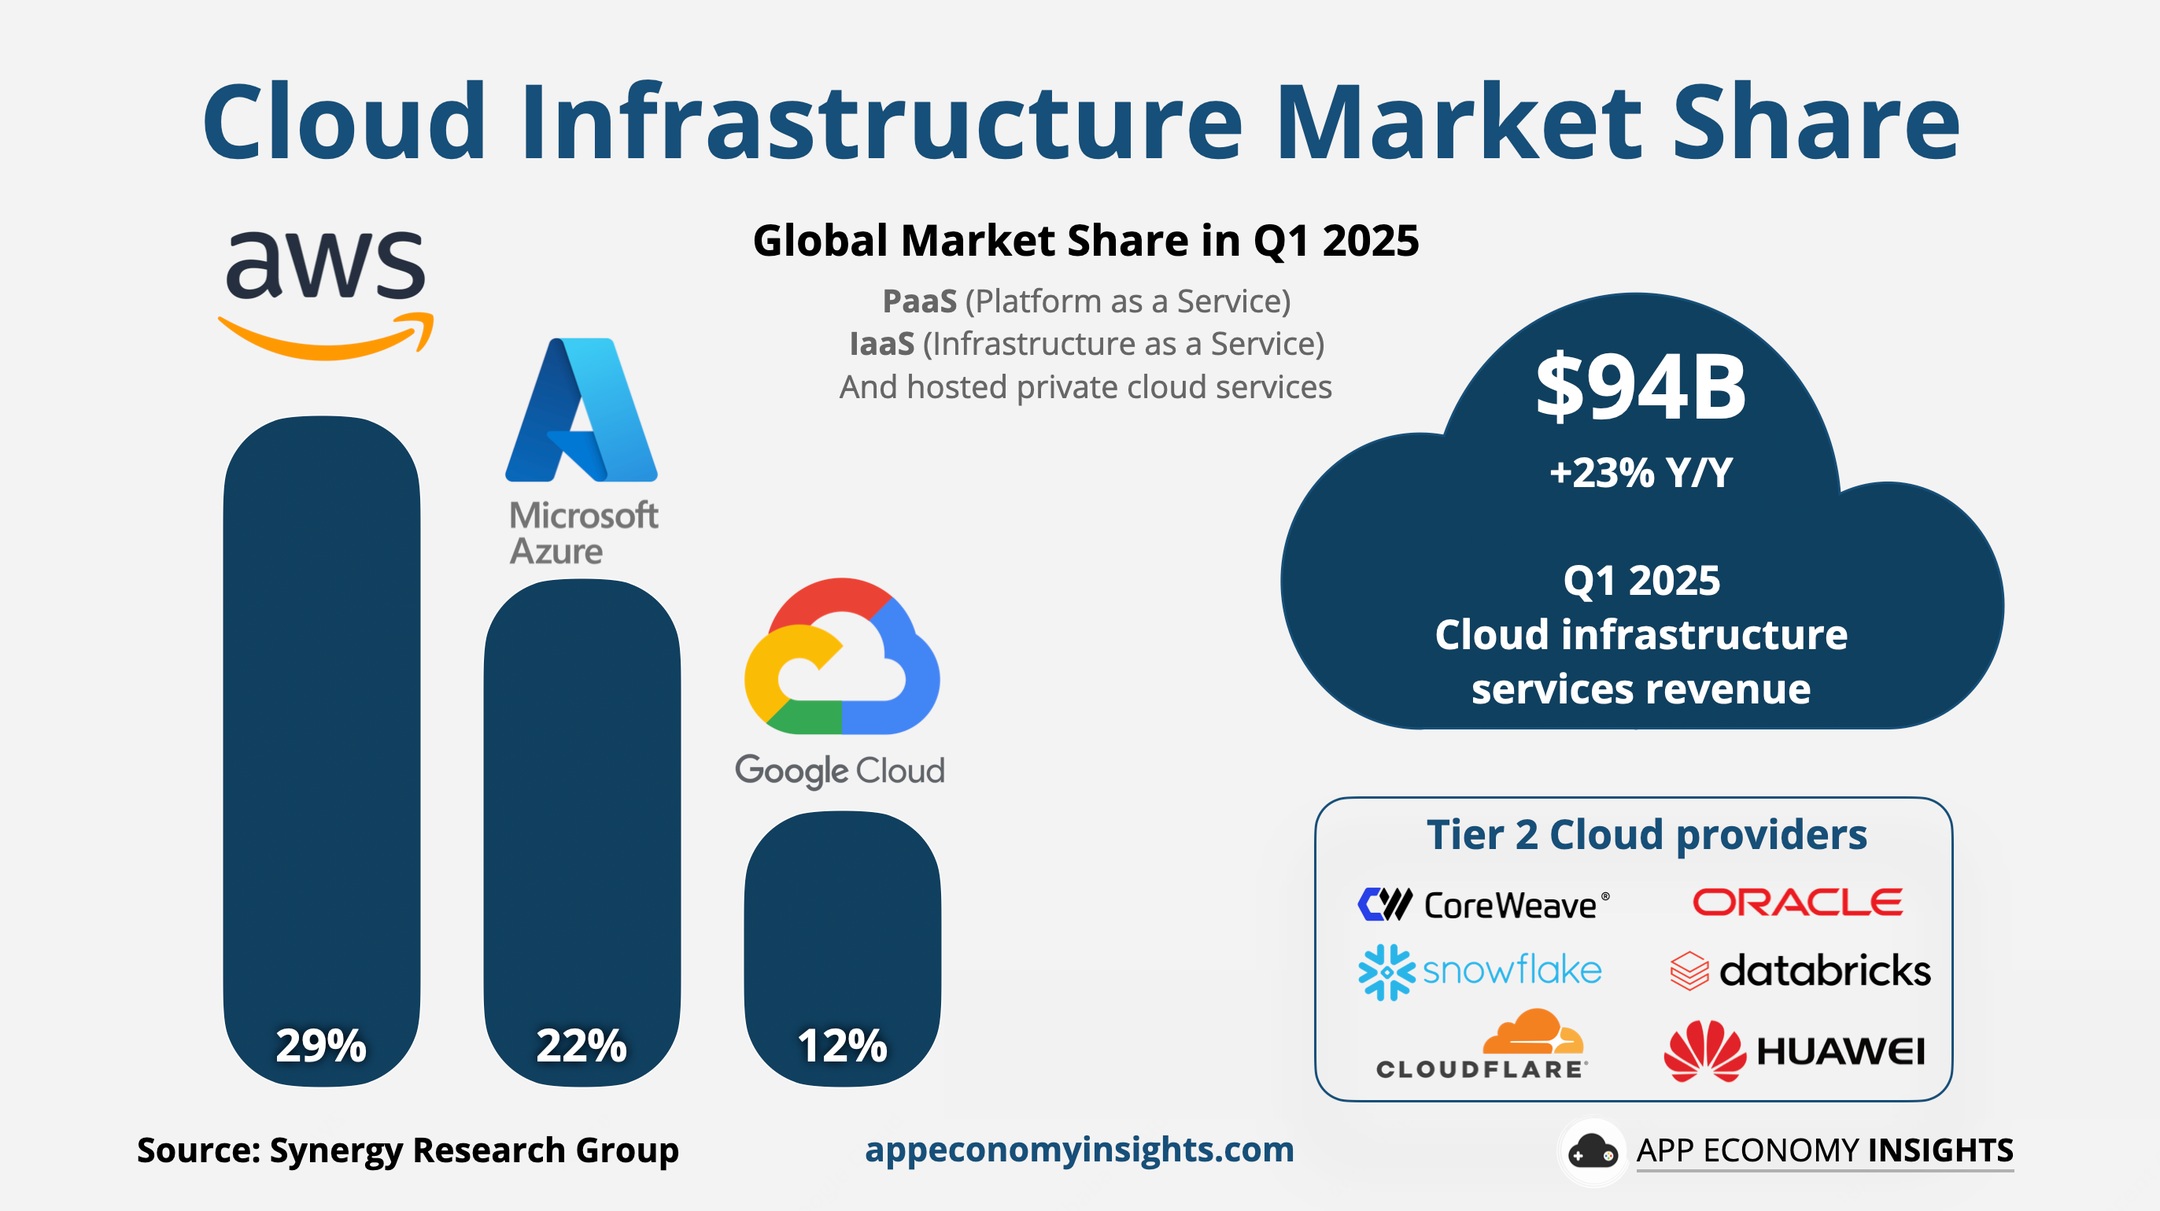 Cloud Infrastructure Market Share
aws
Global Market Share in Q1 2025
PaaS (Platform as a Service)
IaaS (Infrastructure as a Service)
And hosted private cloud services
Microsoft
Azure
Google Cloud
29%
22%
12%
$94B
+23% Y/Y
Q1 2025
Cloud infrastructure
services revenue
Tier 2 Cloud providers
CoreWeave®
ORACLE
snowflake
databricks
CLOUDFLARE
HUAWEI
Source: Synergy Research Group
appeconomyinsights.com
APP ECONOMY INSIGHTS